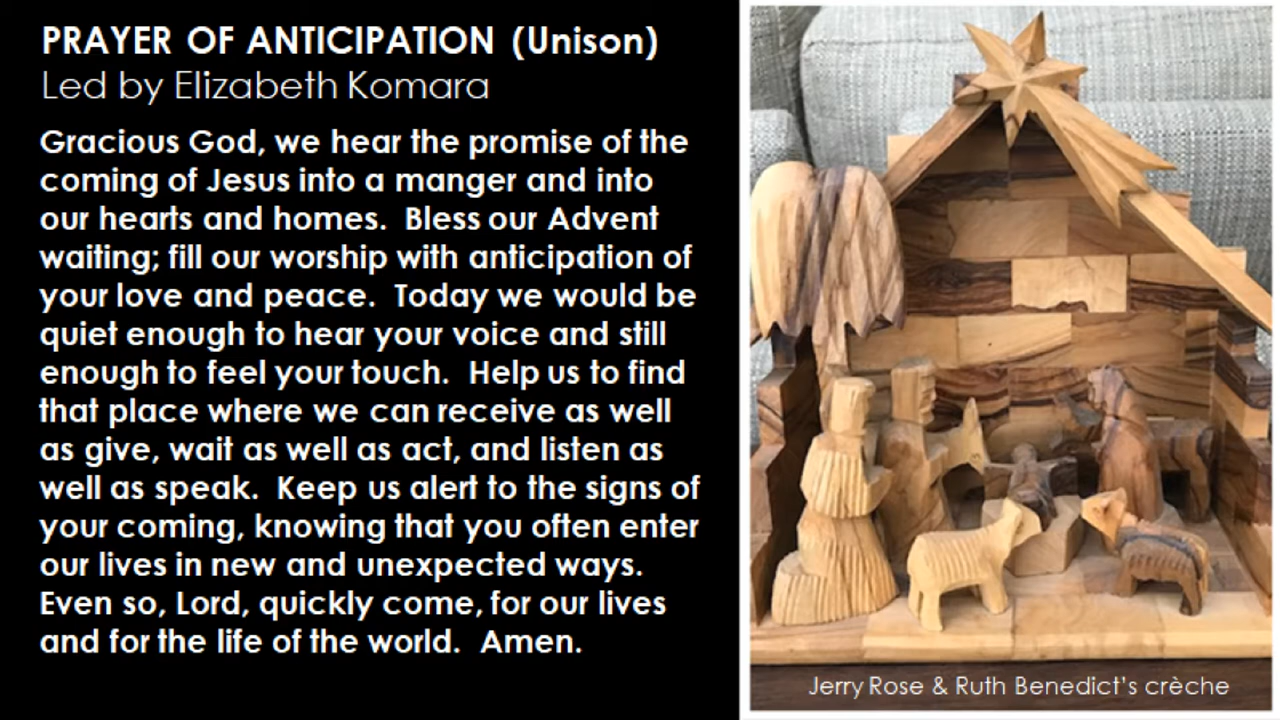 PRAYER OF ANTICIPATION (Unison)
Led by Elizabeth Komara
Gracious God, we hear the promise of the
coming of Jesus into a manger and into
our hearts and homes.  Bless our Advent
waiting; fill our worship with anticipation of
your love and peace.  Today we would be
quiet enough to hear your voice and still
enough to feel your touch.  Help us to find
that place where we can receive as well
as give, wait as well as act, and listen as
well as speak.  Keep us alert to the signs of
your coming, knowing that you often enter
our lives in new and unexpected ways.
Even so, Lord, quickly come, for our lives
and for the life of the world.  Amen.
Jerry Rose & Ruth Benedict's crèche